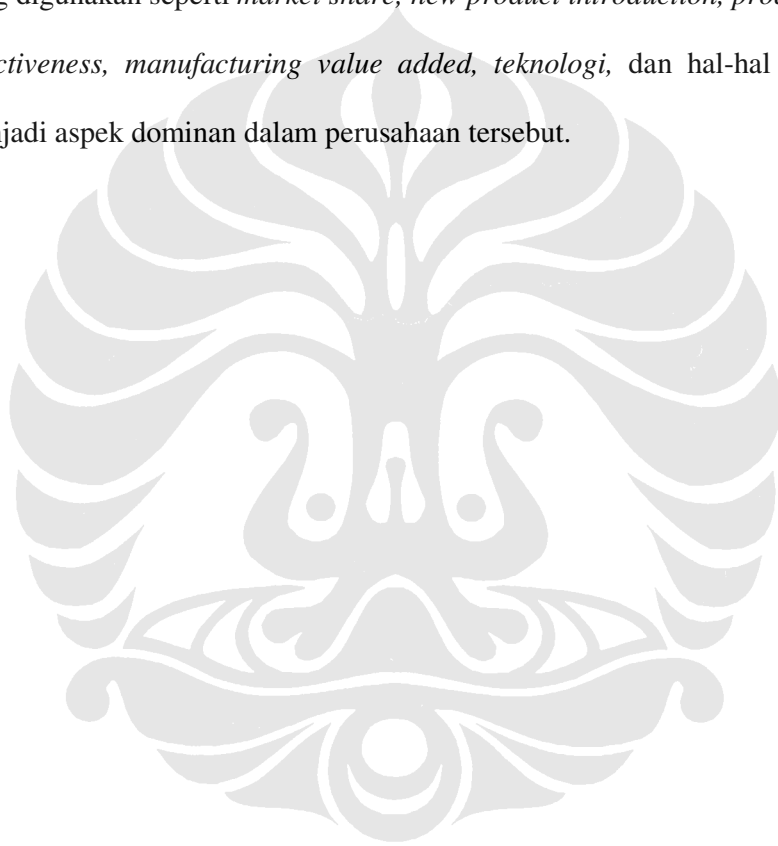 digunakan seperti market share, new product introduction,
ctiveness, manufacturing value added, teknologi, dan hal-hal
njadi aspek dominan dalam perusahaan tersebut.